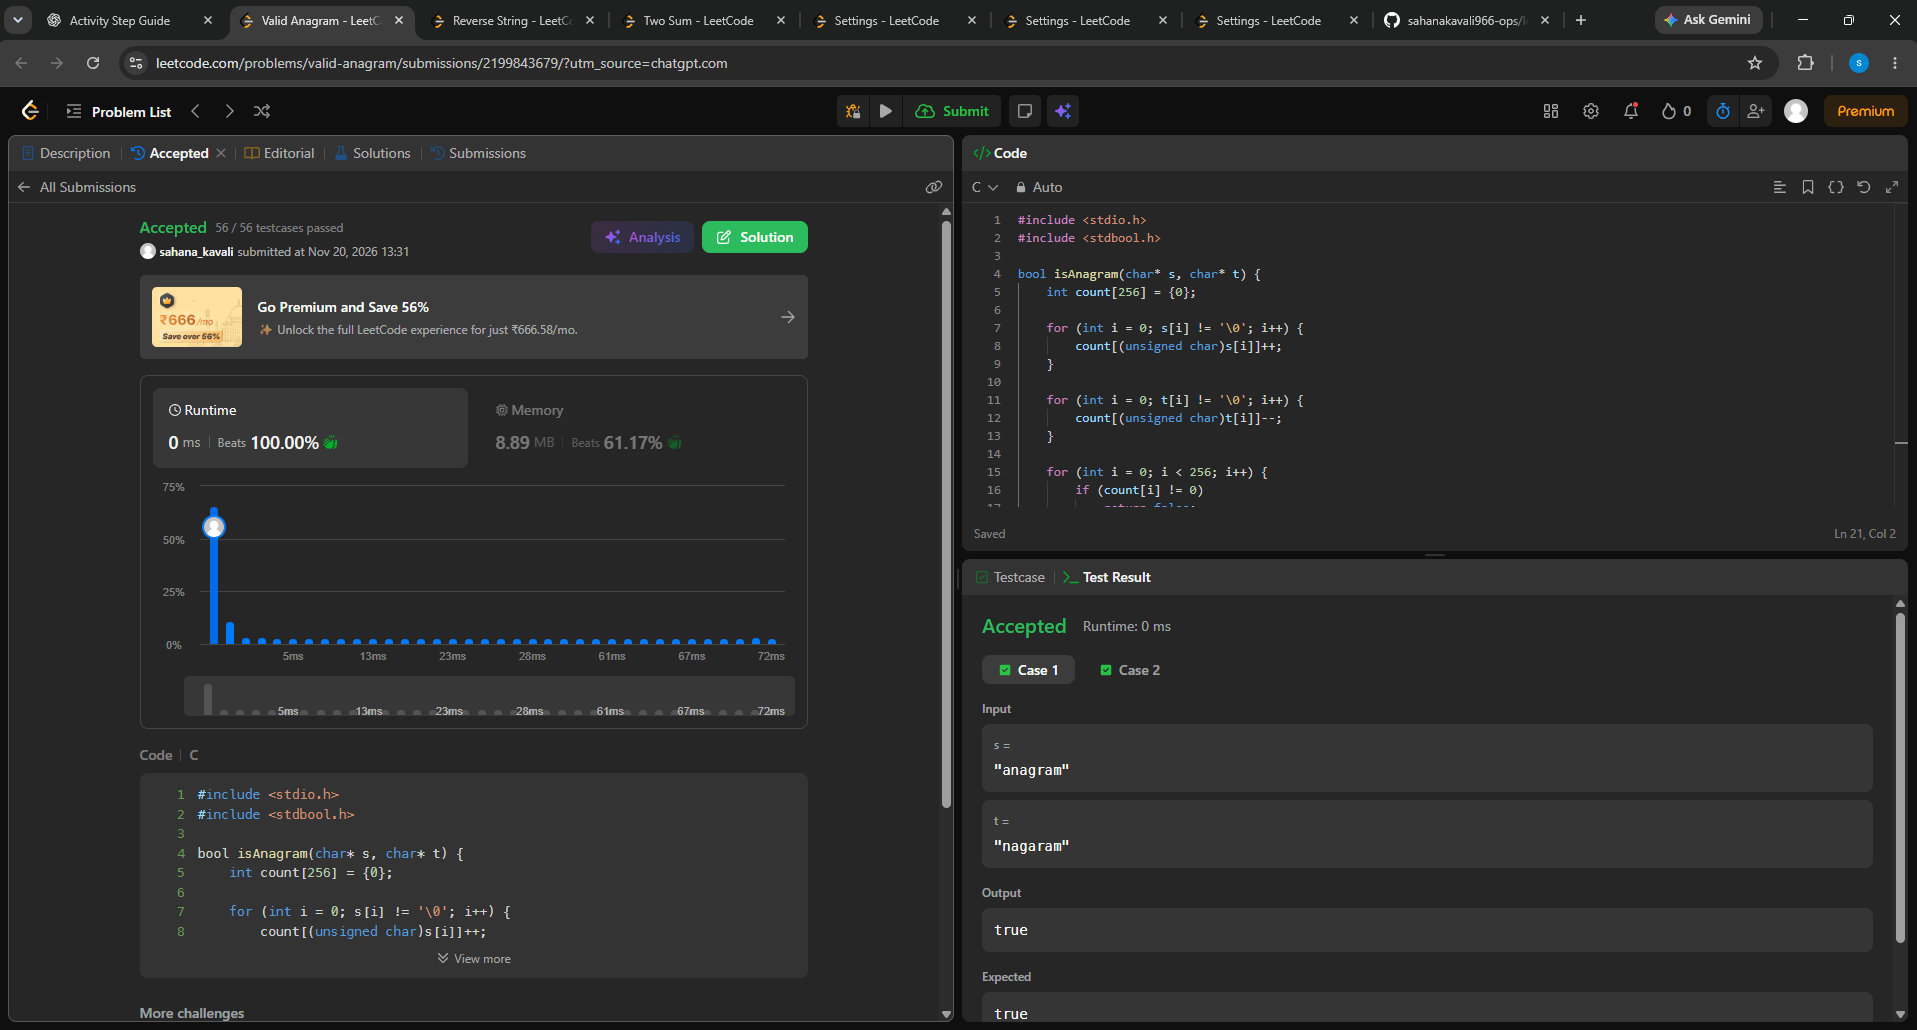 Activity Step Guide
Valid Anagram - LeetC
Reverse String - LeetC
Two Sum - LeetCode
Settings - LeetCode
Settings - LeetCode
Settings - LeetCode
sahanakavali966-ops/l
Ask Gemini
leetcode.com/problems/valid-anagram/submissions/2199843679/?utm_source=chatgpt.com
s
Problem List
Submit
0
Premium
Description
Accepted
Editorial
Solutions
Submissions
All Submissions
Accepted 56 / 56 testcases passed
sahana_kavali submitted at Nov 20, 2026 13:31
Analysis
Solution
₹666/mo
Save over 56%
Go Premium and Save 56%
✨ Unlock the full LeetCode experience for just ₹666.58/mo.
Runtime
0 ms | Beats 100.00%
Memory
8.89 MB | Beats 61.17%
75%
50%
25%
0%
5ms 13ms 23ms 28ms 61ms 67ms 72ms
5ms 13ms 23ms 28ms 61ms 67ms 72ms
Code | C
1 #include <stdio.h>
2 #include <stdbool.h>
3
4 bool isAnagram(char* s, char* t) {
5     int count[256] = {0};
6
7     for (int i = 0; s[i] != '\0'; i++) {
8         count[(unsigned char)s[i]]++;
View more
More challenges
</> Code
C
Auto
1 #include <stdio.h>
2 #include <stdbool.h>
3
4 bool isAnagram(char* s, char* t) {
5     int count[256] = {0};
6
7     for (int i = 0; s[i] != '\0'; i++) {
8         count[(unsigned char)s[i]]++;
9     }
10
11     for (int i = 0; t[i] != '\0'; i++) {
12         count[(unsigned char)t[i]]--;
13     }
14
15     for (int i = 0; i < 256; i++) {
16         if (count[i] != 0)
17             return false;
Saved
Ln 21, Col 2
Testcase
Test Result
Accepted Runtime: 0 ms
Case 1
Case 2
Input
s =
"anagram"
t =
"nagaram"
Output
true
Expected
true